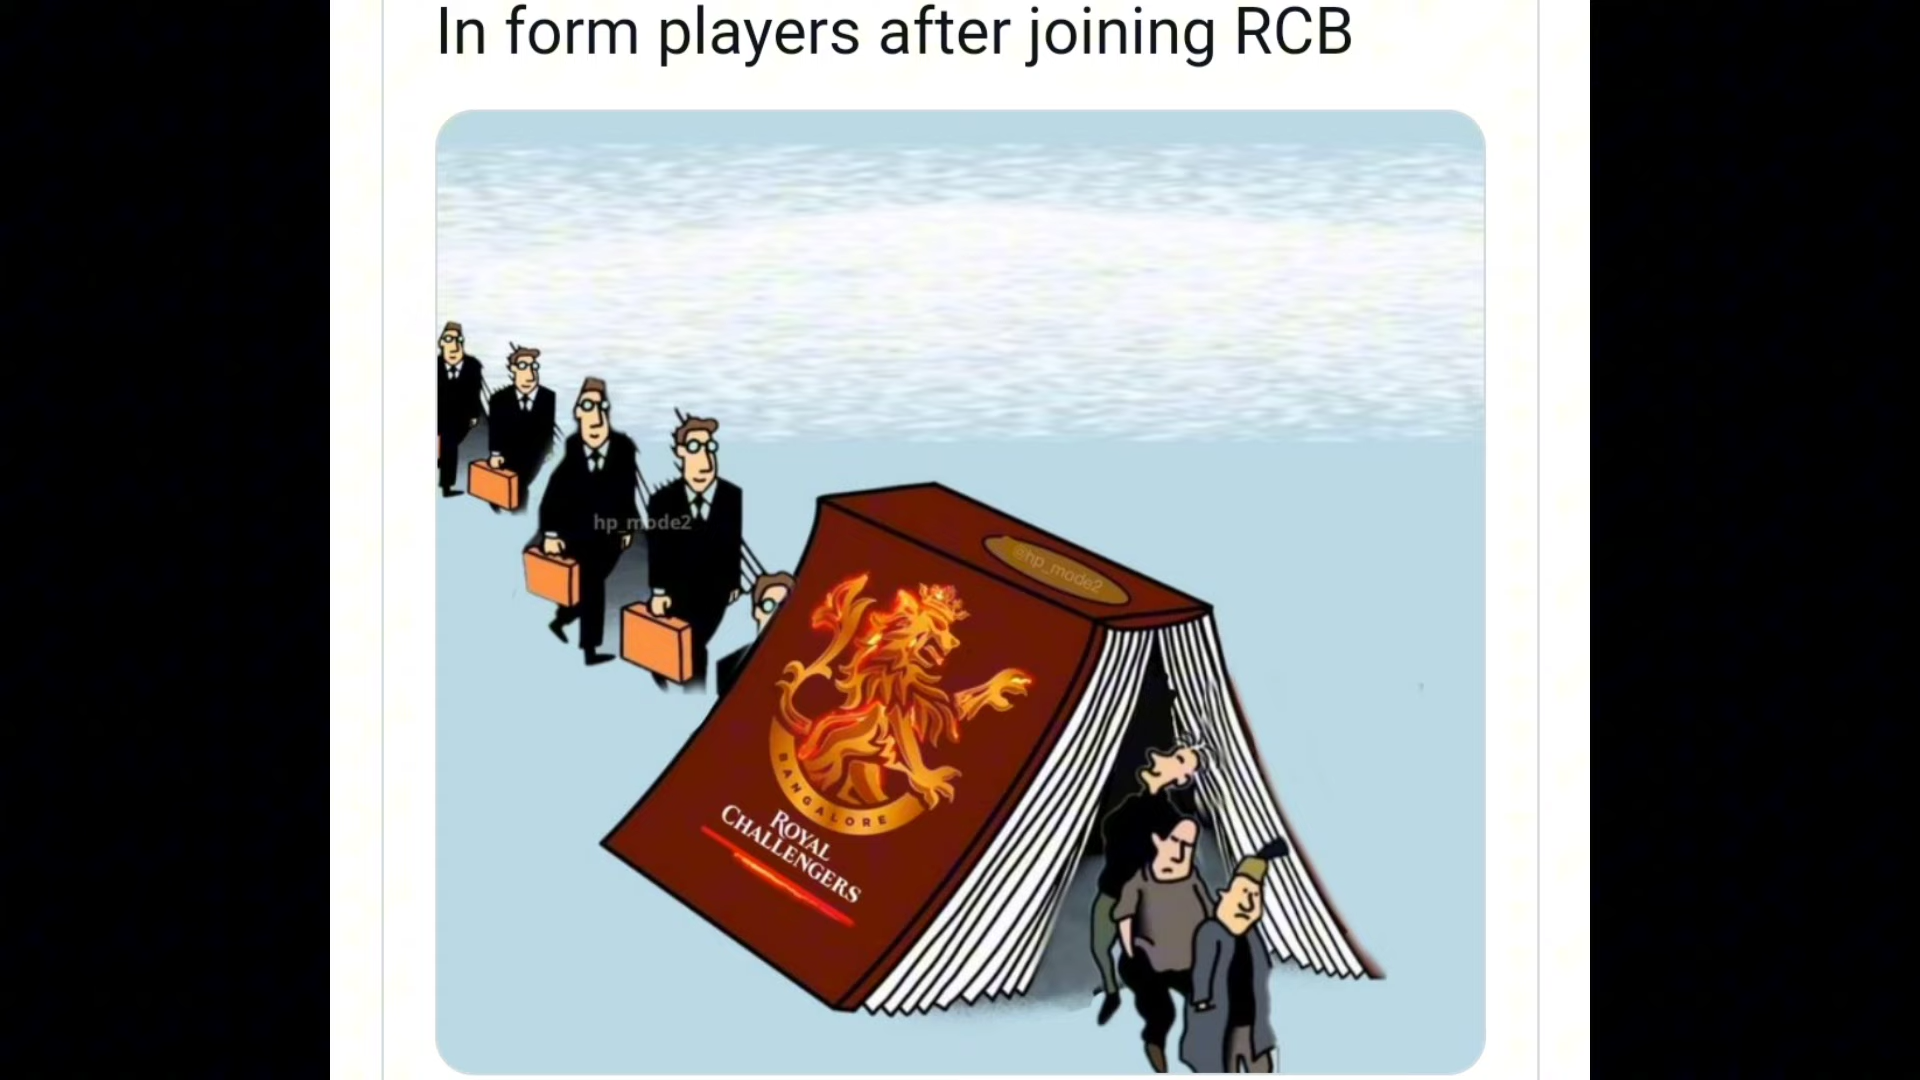 In form players after joining RCB
hp_mode2
@hp_mode2
BANGALORE
ROYAL
CHALLENGERS